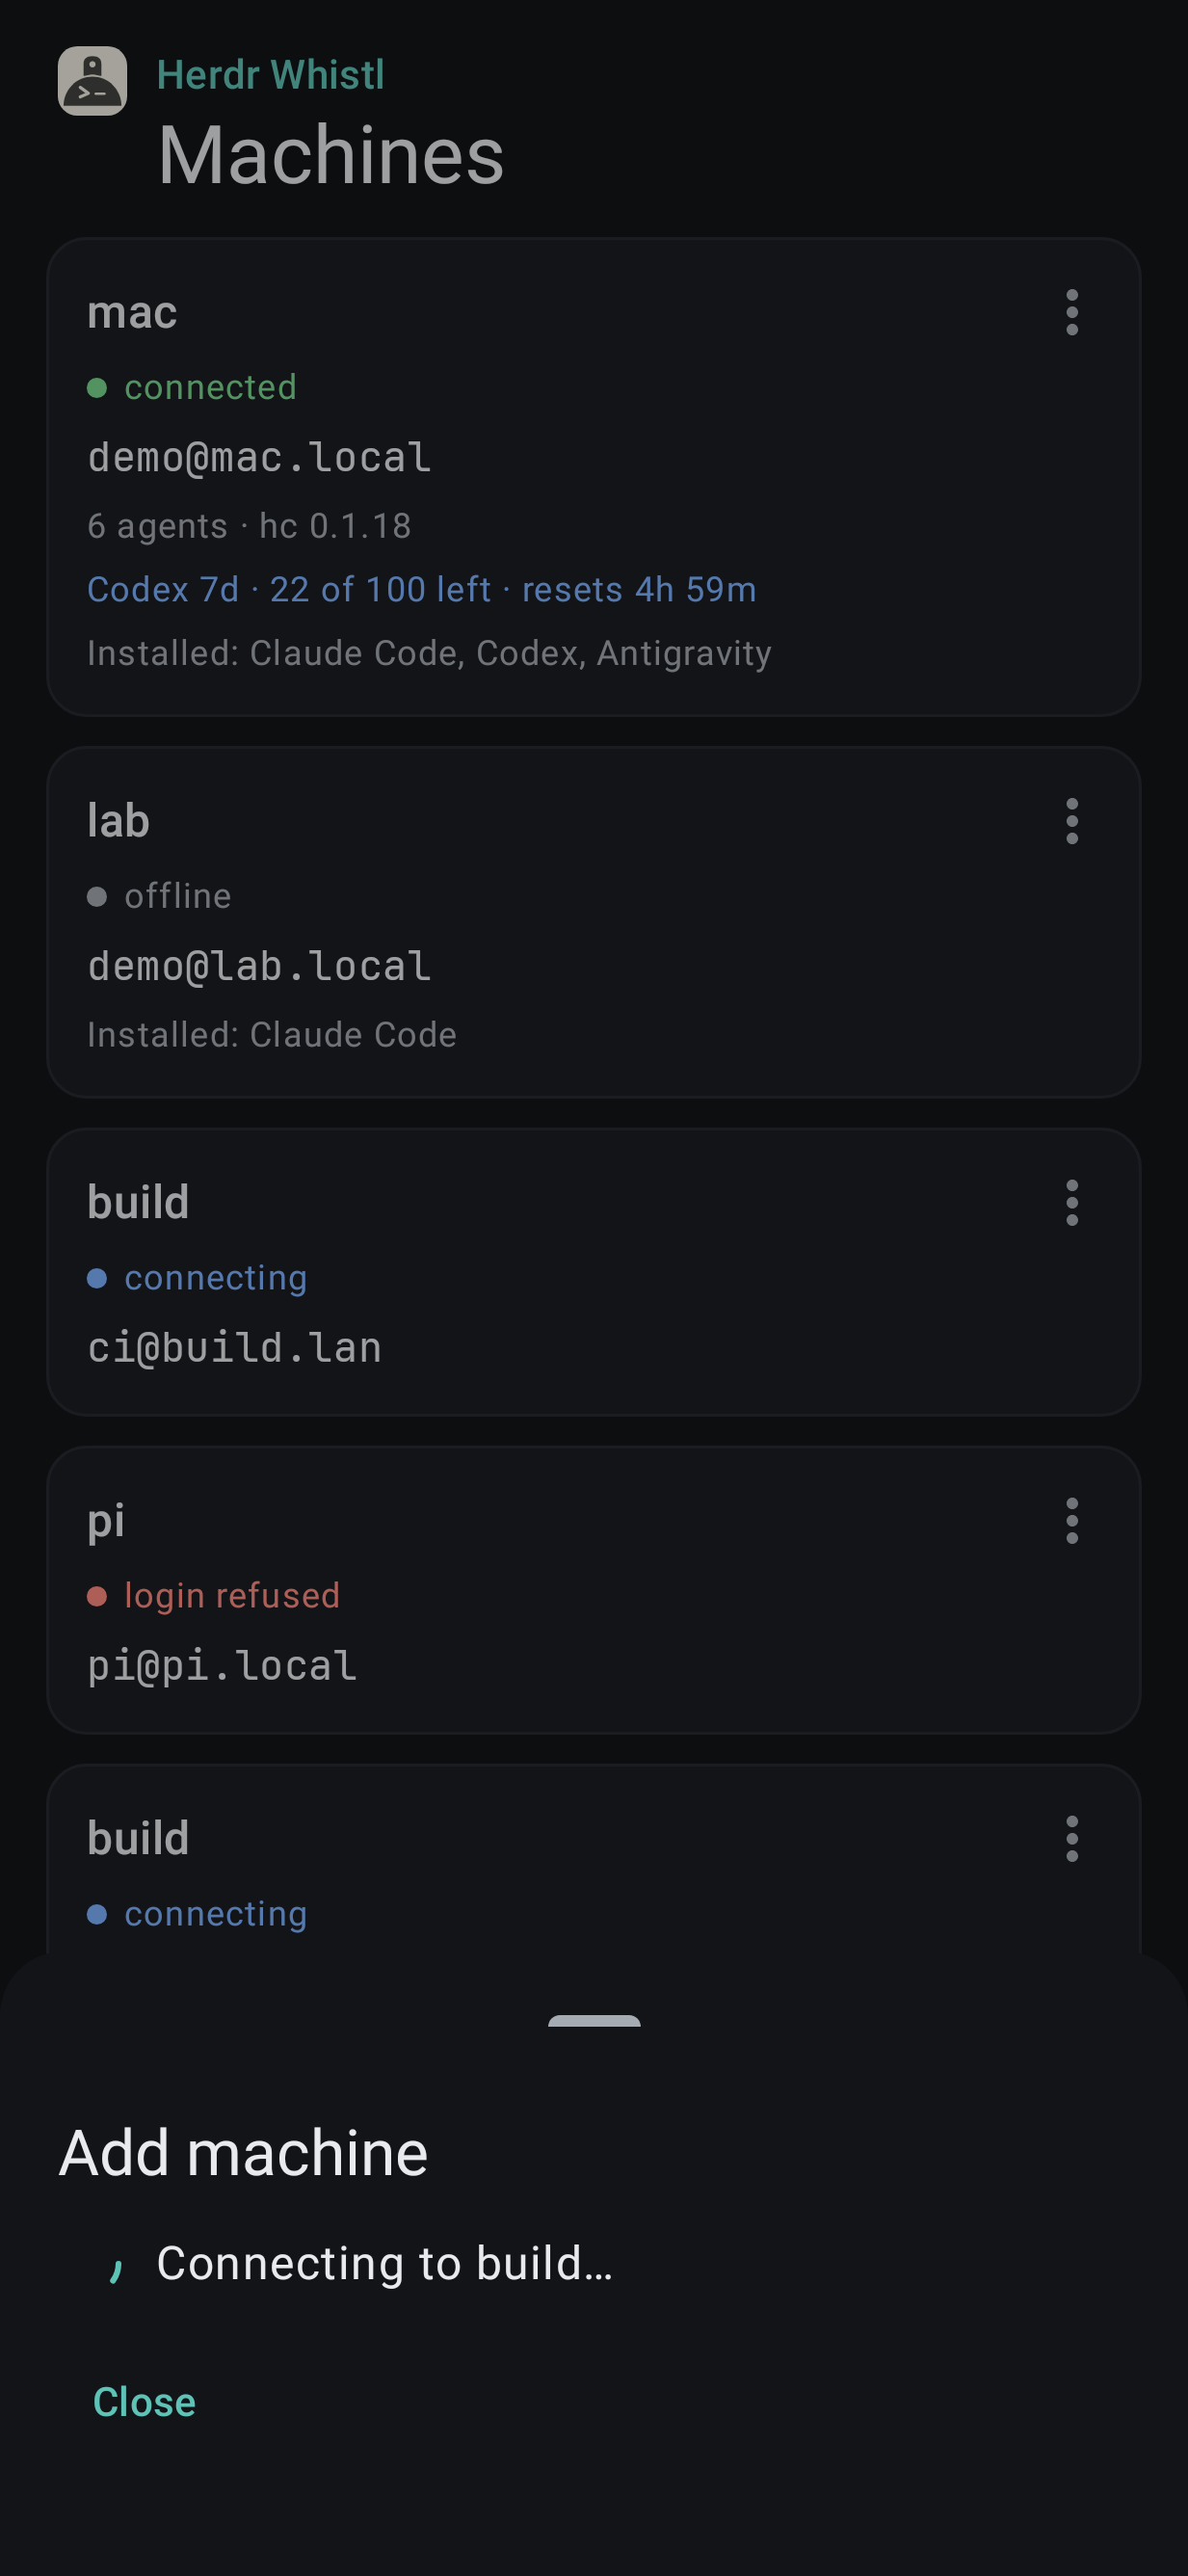 Herdr Whistl
Machines
mac
connected
demo@mac.local
6 agents · hc 0.1.18
Codex 7d · 22 of 100 left · resets 4h 59m
Installed: Claude Code, Codex, Antigravity
lab
offline
demo@lab.local
Installed: Claude Code
build
connecting
ci@build.lan
pi
login refused
pi@pi.local
build
connecting
Add machine
Connecting to build…
Close